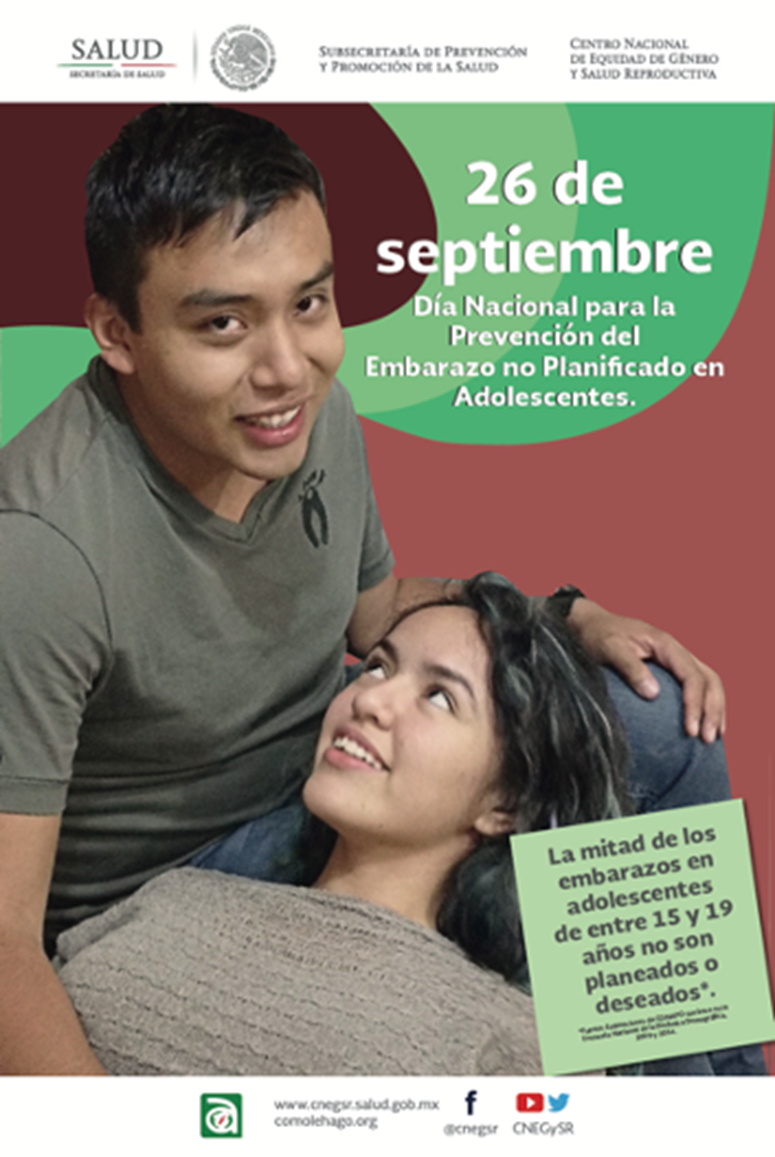 SALUD
SECRETARÍA DE SALUD
SUBSECRETARÍA DE PREVENCIÓN
Y PROMOCIÓN DE LA SALUD
CENTRO NACIONAL
DE EQUIDAD DE GÉNERO
Y SALUD REPRODUCTIVA
26 de
septiembre
Día Nacional para la
Prevención del
Embarazo no Planificado en
Adolescentes.
La mitad de los
embarazos en
adolescentes
de entre 15 y 19
años no son
planeados o
deseados*.
www.cnegsr.salud.gob.mx
comolehago.org
@cnegsr
CNEGySR